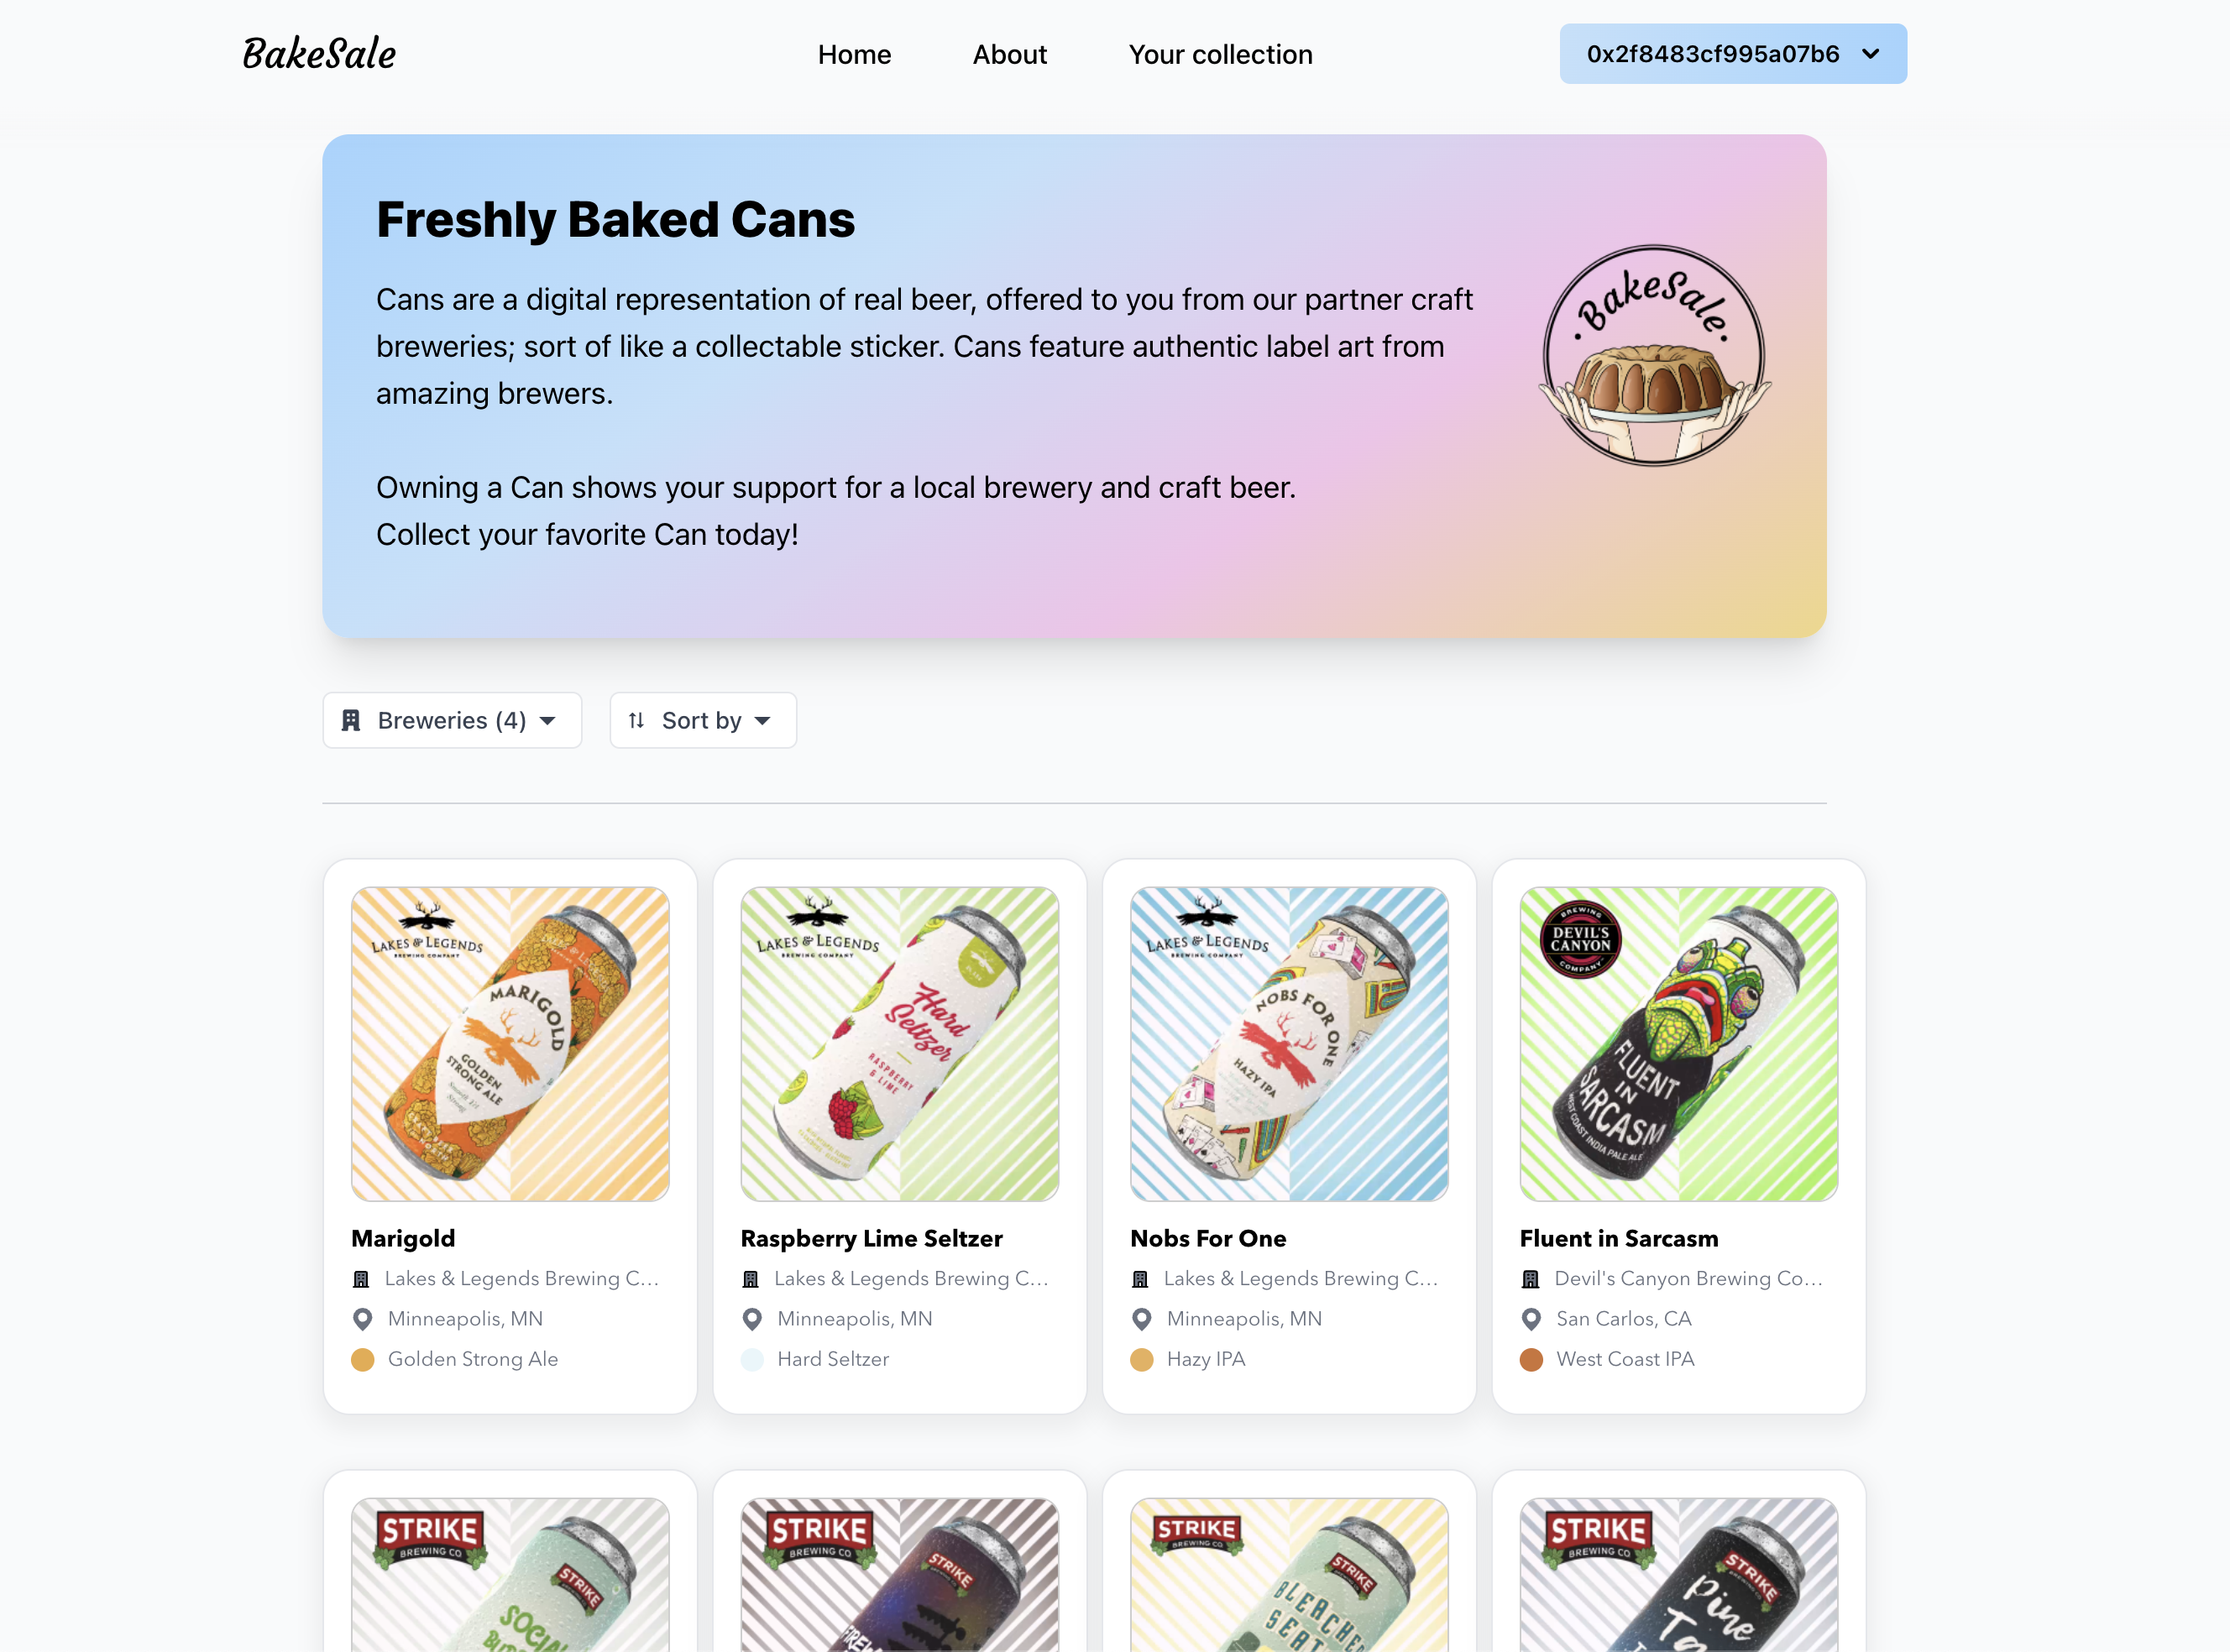 BakeSale
Home
About
Your collection
0x2f8483cf995a07b6
Freshly Baked Cans
Cans are a digital representation of real beer, offered to you from our partner craft
breweries; sort of like a collectable sticker. Cans feature authentic label art from
amazing brewers.
Owning a Can shows your support for a local brewery and craft beer.
Collect your favorite Can today!
· BakeSale ·
Breweries (4)
Sort by
LAKES & LEGENDS
BREWING COMPANY
MARIGOLD
GOLDEN
STRONG ALE
Marigold
Lakes & Legends Brewing C...
Minneapolis, MN
Golden Strong Ale
LAKES & LEGENDS
BREWING COMPANY
Hard
Seltzer
RASPBERRY
& LIME
Raspberry Lime Seltzer
Lakes & Legends Brewing C...
Minneapolis, MN
Hard Seltzer
LAKES & LEGENDS
BREWING COMPANY
NOBS FOR ONE
HAZY IPA
Nobs For One
Lakes & Legends Brewing C...
Minneapolis, MN
Hazy IPA
BREWING
DEVIL'S
CANYON
COMPANY
FLUENT
IN
SARCASM
WEST COAST INDIA PALE ALE
Fluent in Sarcasm
Devil's Canyon Brewing Co...
San Carlos, CA
West Coast IPA
STRIKE
BREWING CO
STRIKE
SOCIAL
STRIKE
BREWING CO
STRIKE
STRIKE
BREWING CO
STRIKE
BLEACHER
SEAT
STRIKE
BREWING CO
STRIKE
Pine